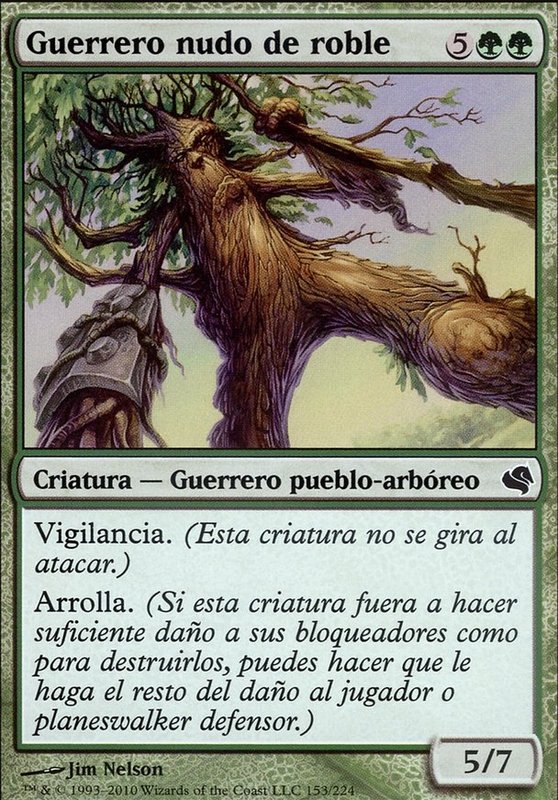 Guerrero nudo de roble 5
Criatura — Guerrero pueblo-arbóreo
Vigilancia. (Esta criatura no se gira al
atacar.)
Arrolla. (Si esta criatura fuera a hacer
suficiente daño a sus bloqueadores como
para destruirlos, puedes hacer que le
haga el resto del daño al jugador o
planeswalker defensor.)
5/7
Jim Nelson
™ & © 1993–2010 Wizards of the Coast LLC 153/224